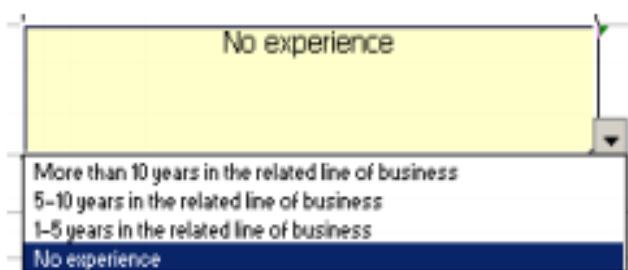 No experience
More than 10 years in the related line of business
5-10 years in the related line of business
1-5 years in the related line of business
No experience